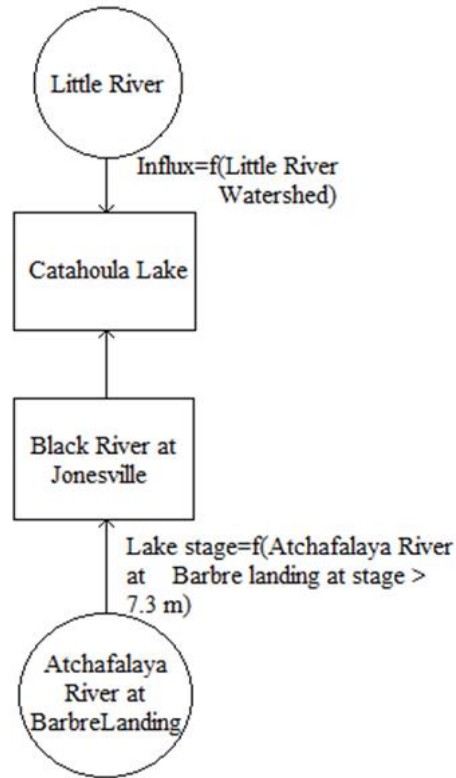 Little River
Influx=f(Little River
Watershed)
Catahoula Lake
Black River at
Jonesville
Lake stage=f(Atchafalaya River
at Barbre landing at stage >
7.3 m)
Atchafalaya
River at
BarbreLanding